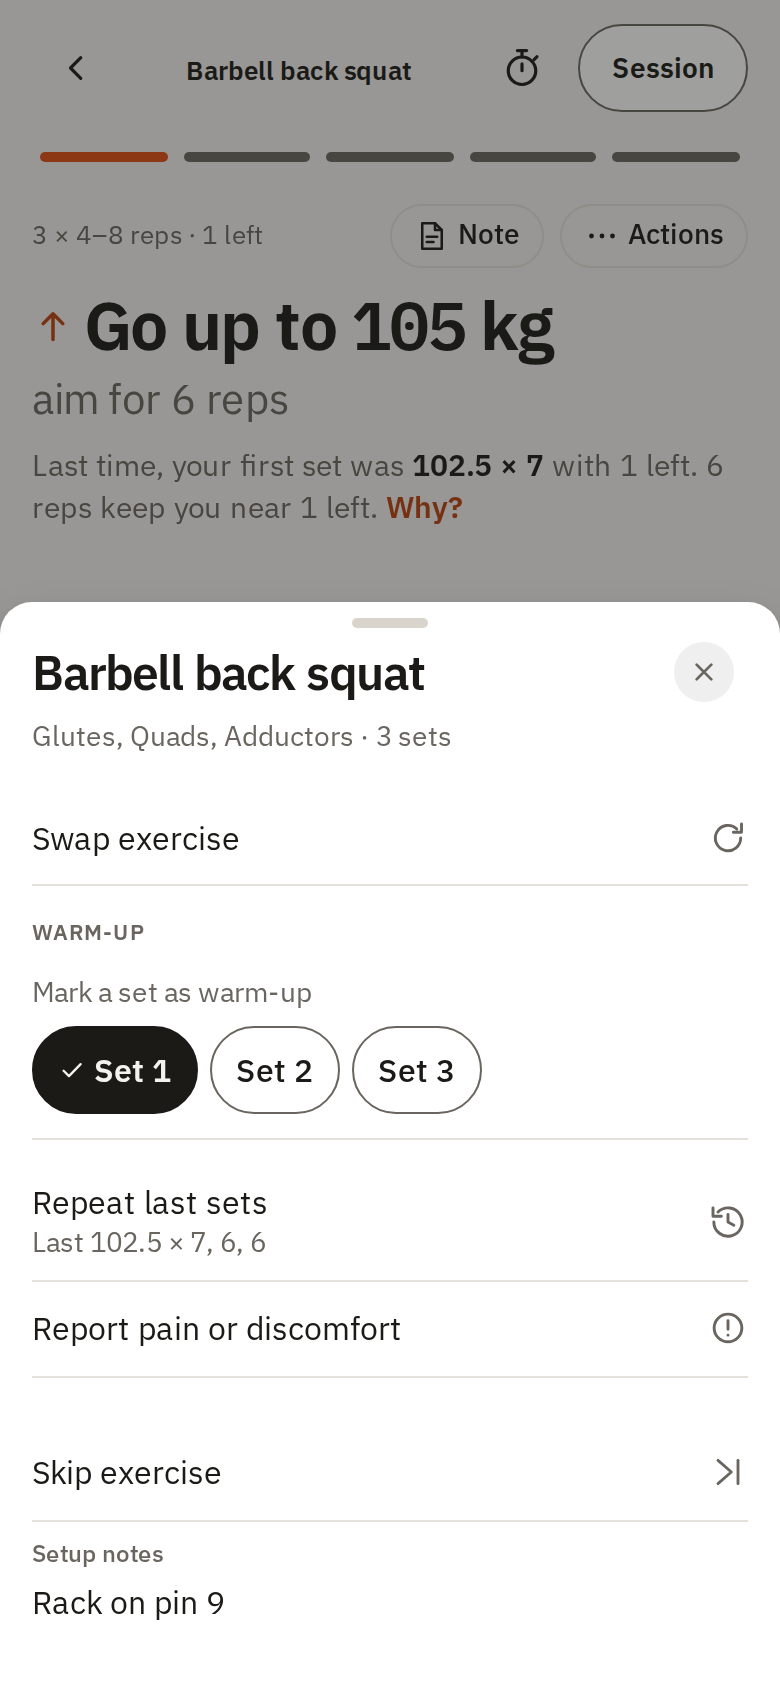 Barbell back squat
Session
3 × 4–8 reps · 1 left
Note
Actions
Go up to 105 kg
aim for 6 reps
Last time, your first set was 102.5 × 7 with 1 left. 6
reps keep you near 1 left. Why?
Barbell back squat
Glutes, Quads, Adductors · 3 sets
Swap exercise
WARM-UP
Mark a set as warm-up
Set 1
Set 2
Set 3
Repeat last sets
Last 102.5 × 7, 6, 6
Report pain or discomfort
Skip exercise
Setup notes
Rack on pin 9